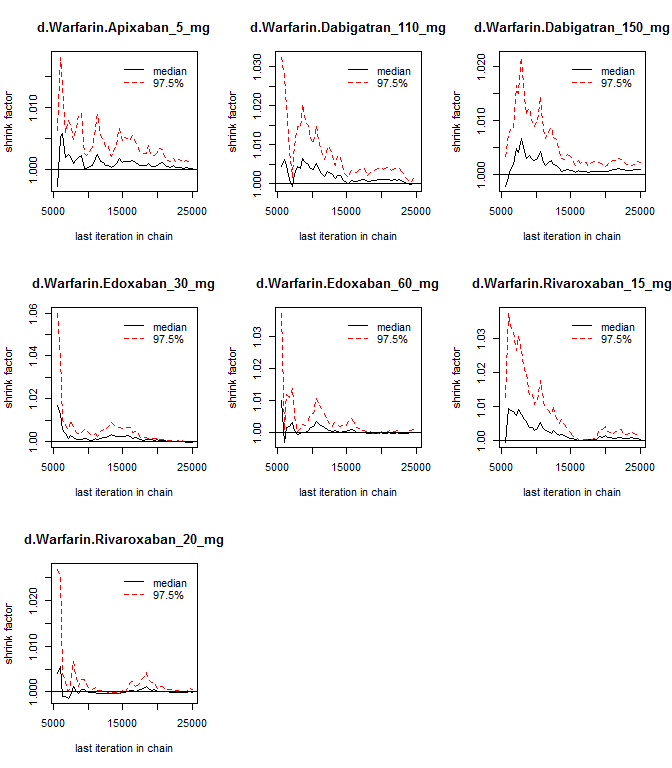 d.Warfarin.Apixaban_5_mg
shrink factor
1.000
1.010
median
97.5%
5000
15000
25000
last iteration in chain
d.Warfarin.Dabigatran_110_mg
shrink factor
1.000
1.010
1.020
1.030
median
97.5%
5000
15000
25000
last iteration in chain
d.Warfarin.Dabigatran_150_mg
shrink factor
1.000
1.010
1.020
median
97.5%
5000
15000
25000
last iteration in chain
d.Warfarin.Edoxaban_30_mg
shrink factor
1.00
1.02
1.04
1.06
median
97.5%
5000
15000
25000
last iteration in chain
d.Warfarin.Edoxaban_60_mg
shrink factor
1.00
1.01
1.02
1.03
median
97.5%
5000
15000
25000
last iteration in chain
d.Warfarin.Rivaroxaban_15_mg
shrink factor
1.00
1.01
1.02
1.03
median
97.5%
5000
15000
25000
last iteration in chain
d.Warfarin.Rivaroxaban_20_mg
shrink factor
1.000
1.010
1.020
median
97.5%
5000
15000
25000
last iteration in chain